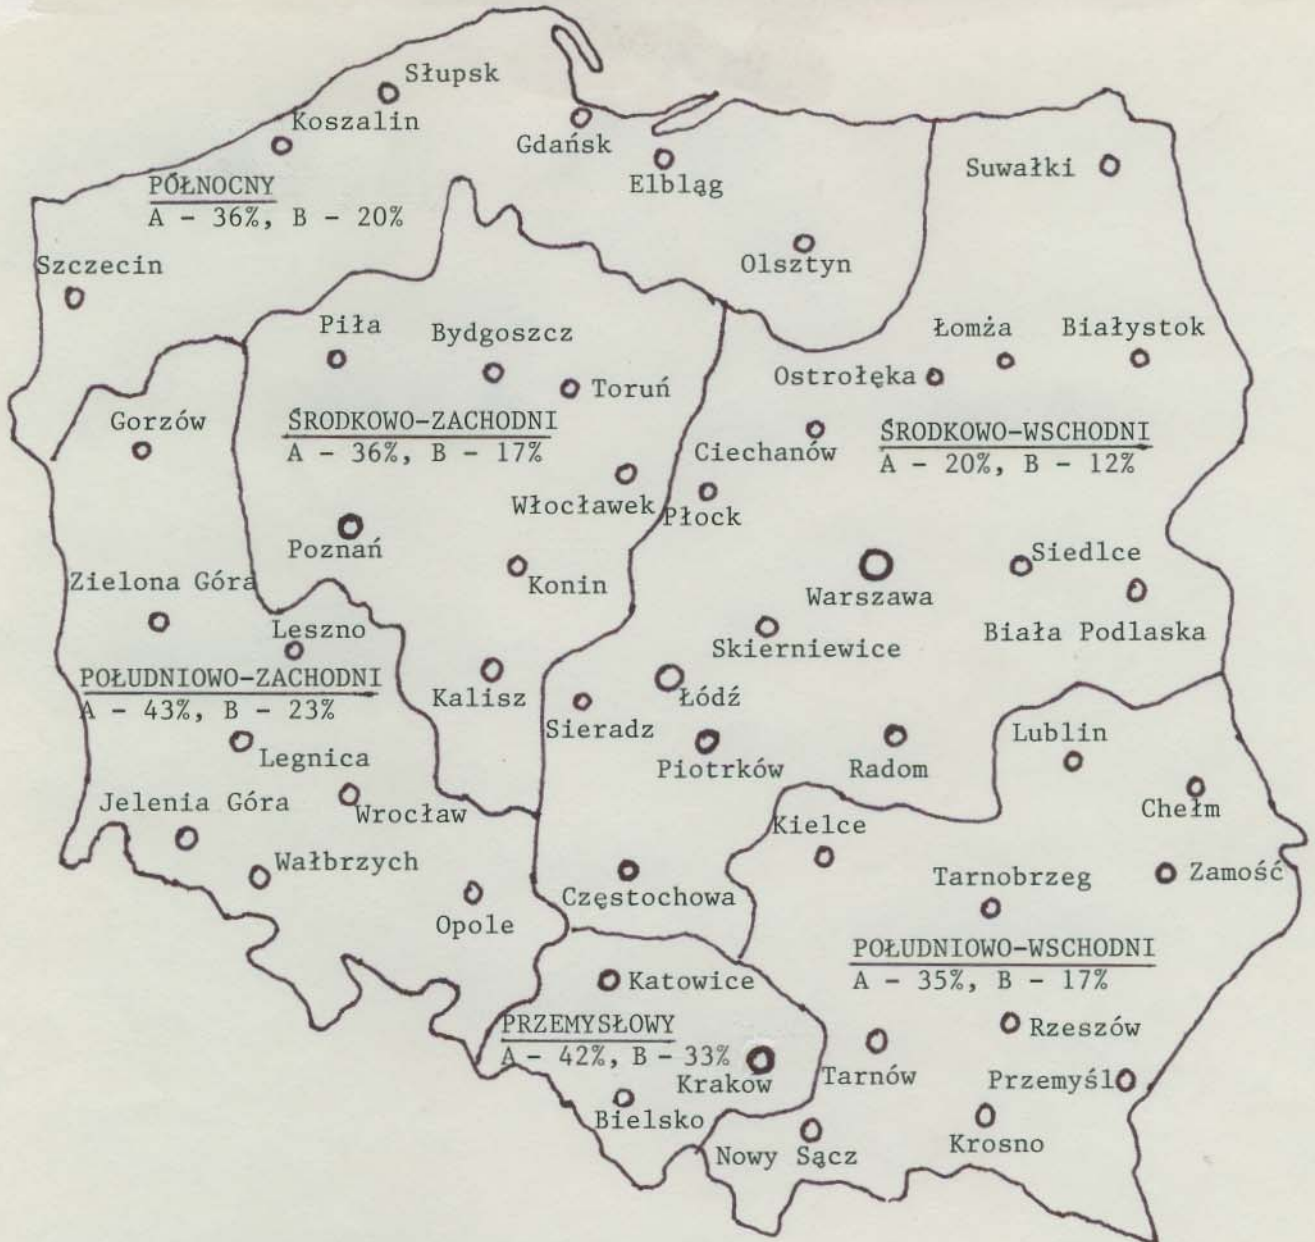 Słupsk
Koszalin
Gdańsk
Elbląg
Suwałki
PÓŁNOCNY
A - 36%, B - 20%
Szczecin
Olsztyn
Piła
Bydgoszcz
Toruń
Łomża
Białystok
Ostrołęka
Gorzów
ŚRODKOWO-ZACHODNI
A - 36%, B - 17%
Ciechanów
ŚRODKOWO-WSCHODNI
A - 20%, B - 12%
Włocławek
Płock
Poznań
Konin
Warszawa
Siedlce
Zielona Góra
Leszno
Skierniewice
Biała Podlaska
POŁUDNIOWO-ZACHODNI
A - 43%, B - 23%
Kalisz
Sieradz
Łódź
Piotrków
Radom
Lublin
Legnica
Jelenia Góra
Wrocław
Chełm
Kielce
Wałbrzych
Opole
Częstochowa
Tarnobrzeg
Zamość
POŁUDNIOWO-WSCHODNI
A - 35%, B - 17%
Katowice
PRZEMYSŁOWY
A - 42%, B - 33%
Kraków
Bielsko
Tarnów
Rzeszów
Przemyśl
Nowy Sącz
Krosno